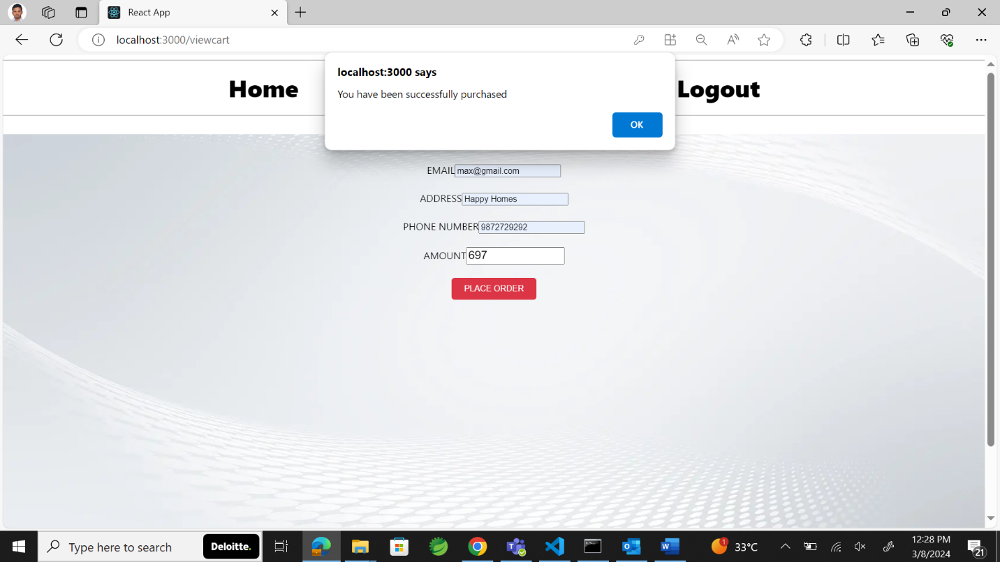 React App
localhost:3000/viewcart
localhost:3000 says
You have been successfully purchased
OK
Home
Logout
EMAIL max@gmail.com
ADDRESS Happy Homes
PHONE NUMBER 9872729292
AMOUNT 697
PLACE ORDER
Type here to search
Deloitte.
1
33°C
12:28 PM
3/8/2024
21